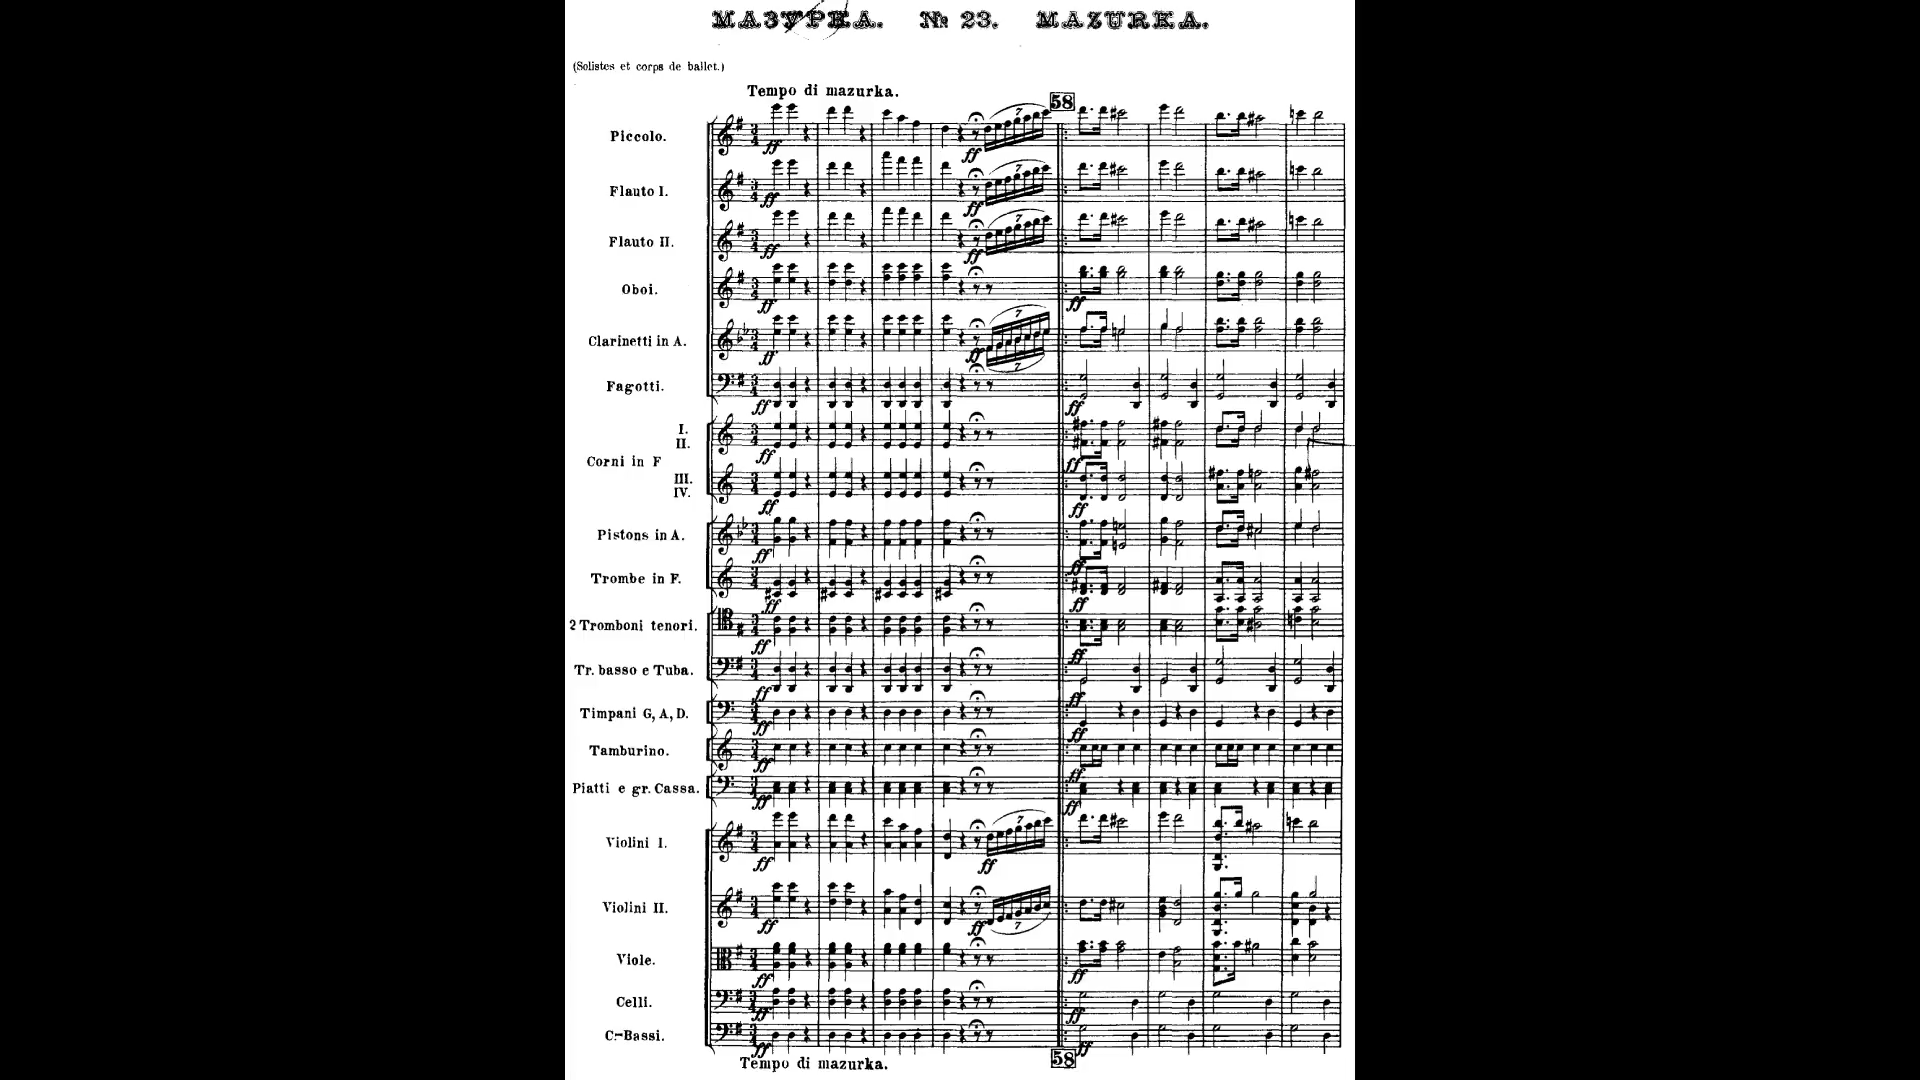 МАЗУРКА. № 23. MAZURKA.
(Solistes et corps de ballet.)
Tempo di mazurka.
58
Piccolo.
Flauto I.
Flauto II.
Oboi.
Clarinetti in A.
Fagotti.
I.
II.
Corni in F
III.
IV.
Pistons in A.
Trombe in F.
2 Tromboni tenori.
Tr. basso e Tuba.
Timpani G, A, D.
Tamburino.
Piatti e gr. Cassa.
Violini I.
Violini II.
Viole.
Celli.
C.-Bassi.
Tempo di mazurka.
58